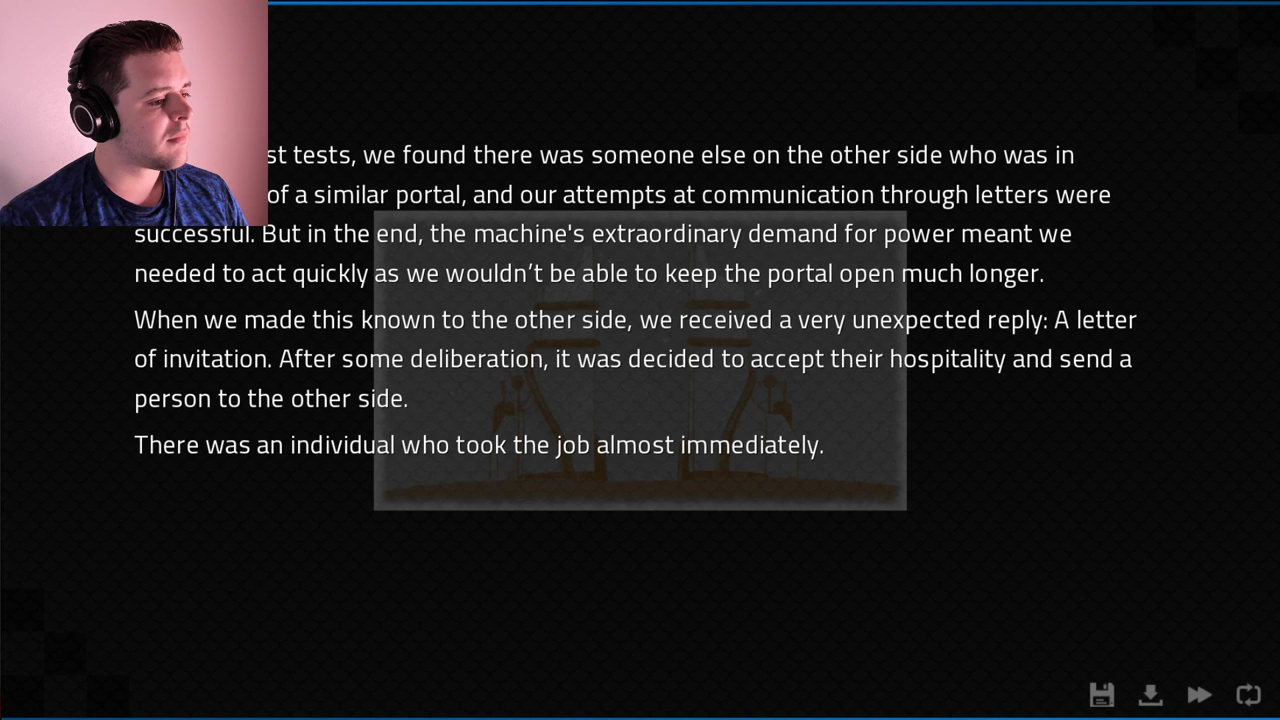 st tests, we found there was someone else on the other side who was in
of a similar portal, and our attempts at communication through letters were
successful. But in the end, the machine's extraordinary demand for power meant we
needed to act quickly as we wouldn’t be able to keep the portal open much longer.
When we made this known to the other side, we received a very unexpected reply: A letter
of invitation. After some deliberation, it was decided to accept their hospitality and send a
person to the other side.
There was an individual who took the job almost immediately.